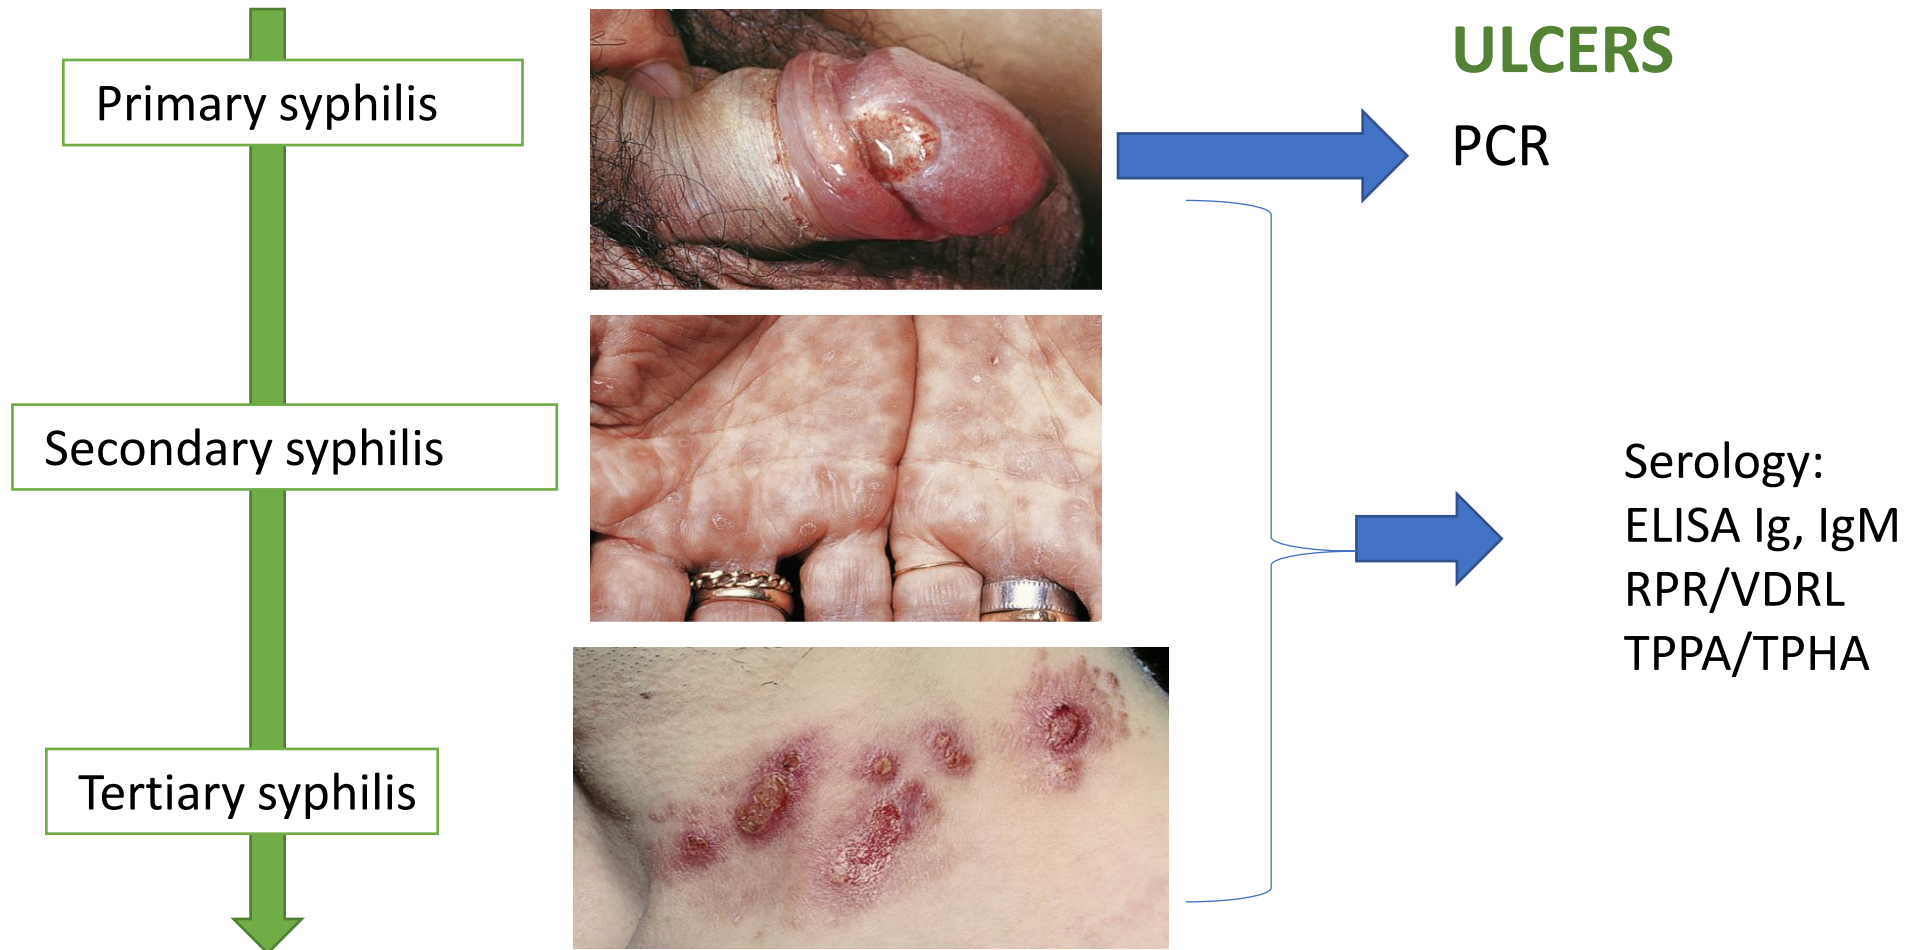 Primary syphilis
ULCERS
PCR
Secondary syphilis
Serology:
ELISA Ig, IgM
RPR/VDRL
TPPA/TPHA
Tertiary syphilis